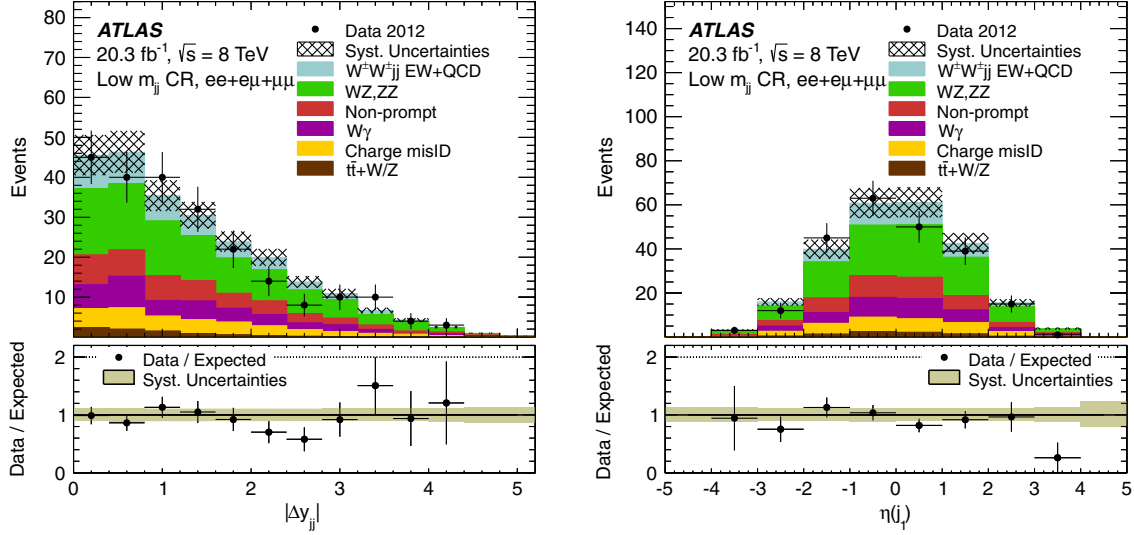 ATLAS
20.3 fb⁻¹, √s = 8 TeV
Low m_jj CR, ee+eμ+μμ
Data 2012
Syst. Uncertainties
W±W±jj EW+QCD
WZ,ZZ
Non-prompt
Wγ
Charge misID
tt̄+W/Z
Events
80
70
60
50
40
30
20
10
Data / Expected
Syst. Uncertainties
Data / Expected
2
1
0
0 1 2 3 4 5
|Δy_jj|
ATLAS
20.3 fb⁻¹, √s = 8 TeV
Low m_jj CR, ee+eμ+μμ
Data 2012
Syst. Uncertainties
W±W±jj EW+QCD
WZ,ZZ
Non-prompt
Wγ
Charge misID
tt̄+W/Z
Events
140
120
100
80
60
40
20
Data / Expected
Syst. Uncertainties
Data / Expected
2
1
0
-5 -4 -3 -2 -1 0 1 2 3 4 5
η(j₁)